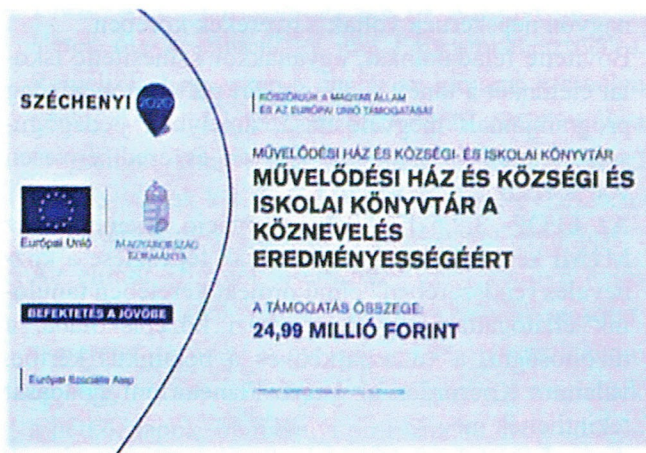 SZÉCHENYI 2020
KÖSZÖNJÜK A MAGYAR ÁLLAM
ÉS AZ EURÓPAI UNIÓ TÁMOGATÁSÁT
MŰVELŐDÉSI HÁZ ÉS KÖZSÉGI- ÉS ISKOLAI KÖNYVTÁR
MŰVELŐDÉSI HÁZ ÉS KÖZSÉGI ÉS
ISKOLAI KÖNYVTÁR A
KÖZNEVELÉS
EREDMÉNYESSÉGÉÉRT
A TÁMOGATÁS ÖSSZEGE:
24,99 MILLIÓ FORINT
Európai Unió
MAGYARORSZÁG
KORMÁNYA
BEFEKTETÉS A JÖVŐBE
Európai Szociális Alap